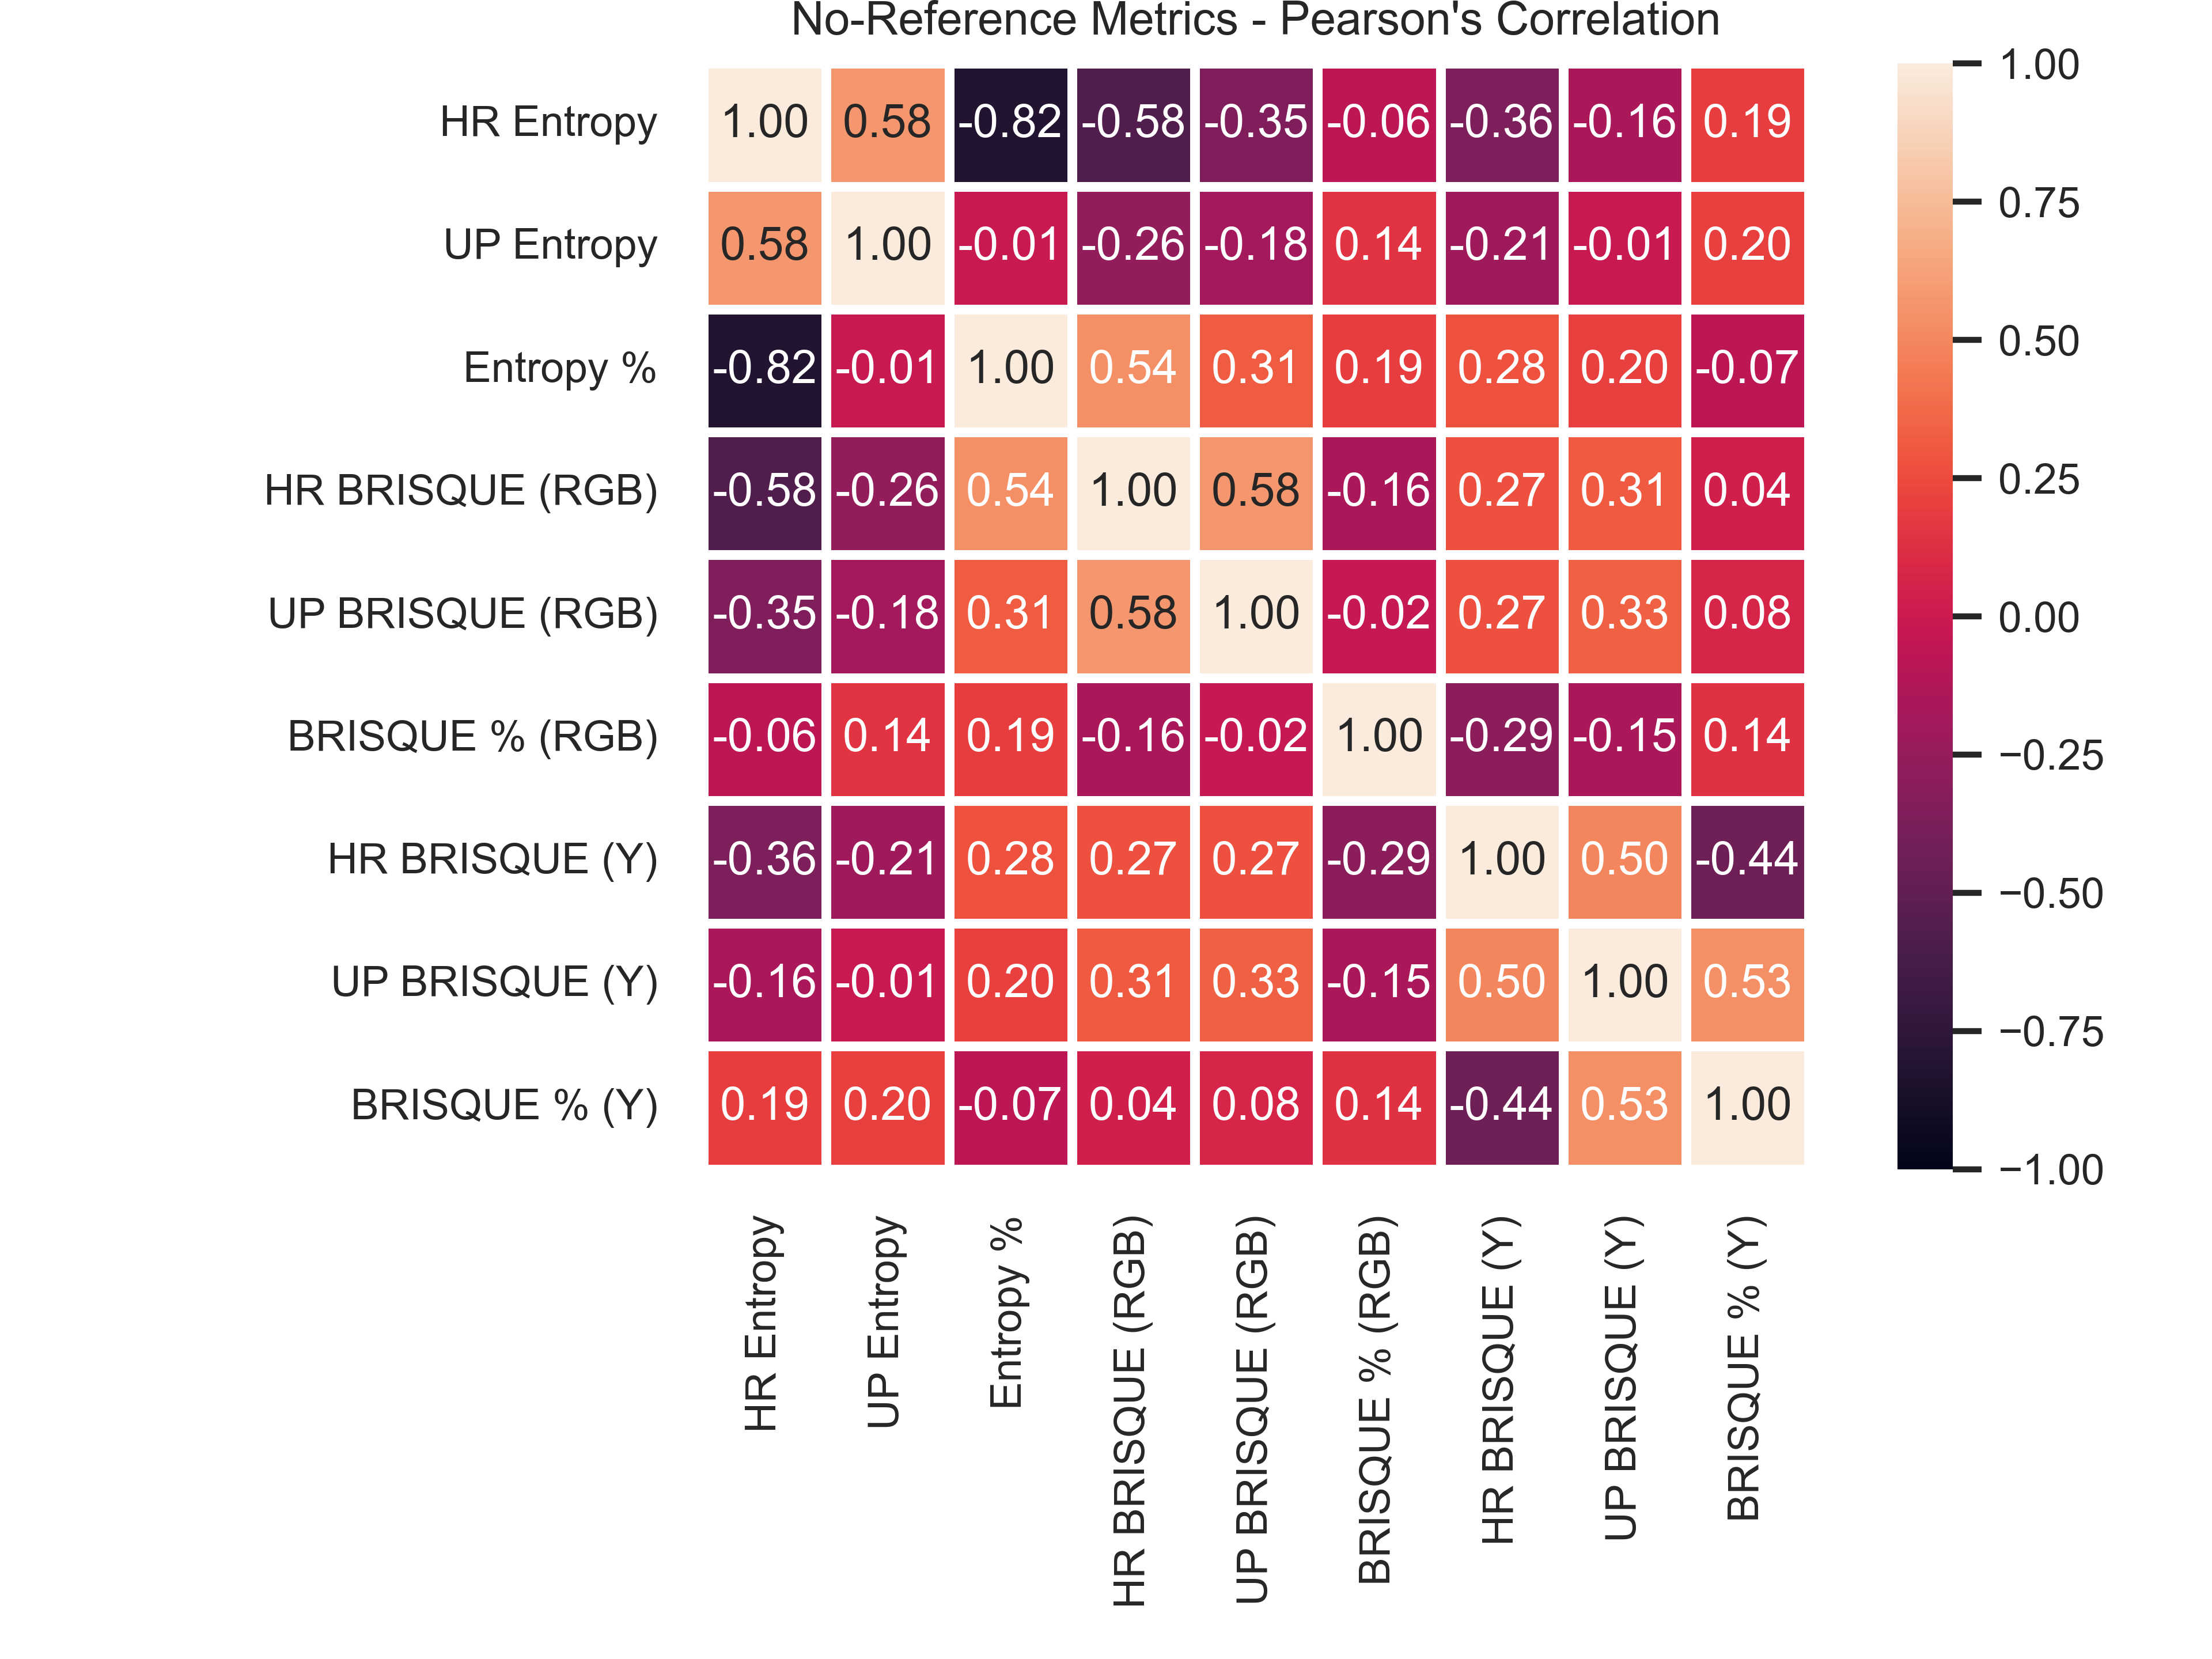 No-Reference Metrics - Pearson's Correlation
HR Entropy 1.00 0.58 -0.82 -0.58 -0.35 -0.06 -0.36 -0.16 0.19
UP Entropy 0.58 1.00 -0.01 -0.26 -0.18 0.14 -0.21 -0.01 0.20
Entropy % -0.82 -0.01 1.00 0.54 0.31 0.19 0.28 0.20 -0.07
HR BRISQUE (RGB) -0.58 -0.26 0.54 1.00 0.58 -0.16 0.27 0.31 0.04
UP BRISQUE (RGB) -0.35 -0.18 0.31 0.58 1.00 -0.02 0.27 0.33 0.08
BRISQUE % (RGB) -0.06 0.14 0.19 -0.16 -0.02 1.00 -0.29 -0.15 0.14
HR BRISQUE (Y) -0.36 -0.21 0.28 0.27 0.27 -0.29 1.00 0.50 -0.44
UP BRISQUE (Y) -0.16 -0.01 0.20 0.31 0.33 -0.15 0.50 1.00 0.53
BRISQUE % (Y) 0.19 0.20 -0.07 0.04 0.08 0.14 -0.44 0.53 1.00
HR Entropy
UP Entropy
Entropy %
HR BRISQUE (RGB)
UP BRISQUE (RGB)
BRISQUE % (RGB)
HR BRISQUE (Y)
UP BRISQUE (Y)
BRISQUE % (Y)
1.00
0.75
0.50
0.25
0.00
−0.25
−0.50
−0.75
−1.00